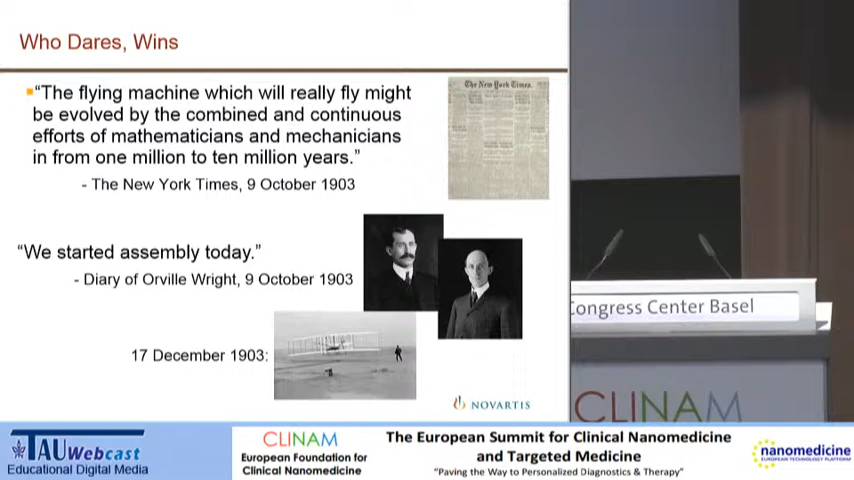 Who Dares, Wins
“The flying machine which will really fly might
be evolved by the combined and continuous
efforts of mathematicians and mechanicians
in from one million to ten million years.”
- The New York Times, 9 October 1903
The New York Times.
“We started assembly today.”
- Diary of Orville Wright, 9 October 1903
17 December 1903:
NOVARTIS
Congress Center Basel
CLINAM
TAUWebcast
Educational Digital Media
CLINAM
European Foundation for
Clinical Nanomedicine
The European Summit for Clinical Nanomedicine
and Targeted Medicine
“Paving the Way to Personalized Diagnostics & Therapy”
nanomedicine
EUROPEAN TECHNOLOGY PLATFORM